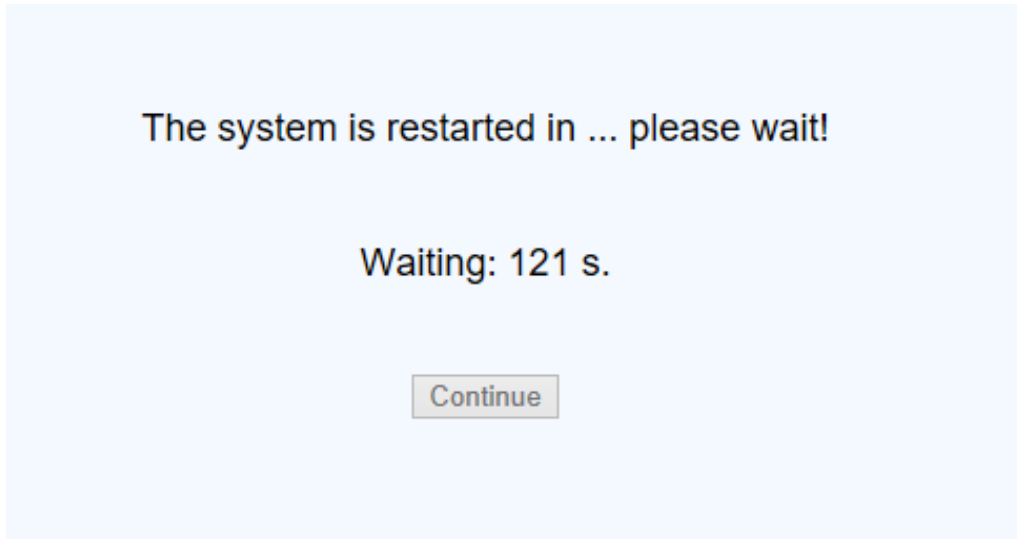 The system is restarted in ... please wait!
Waiting: 121 s.
Continue